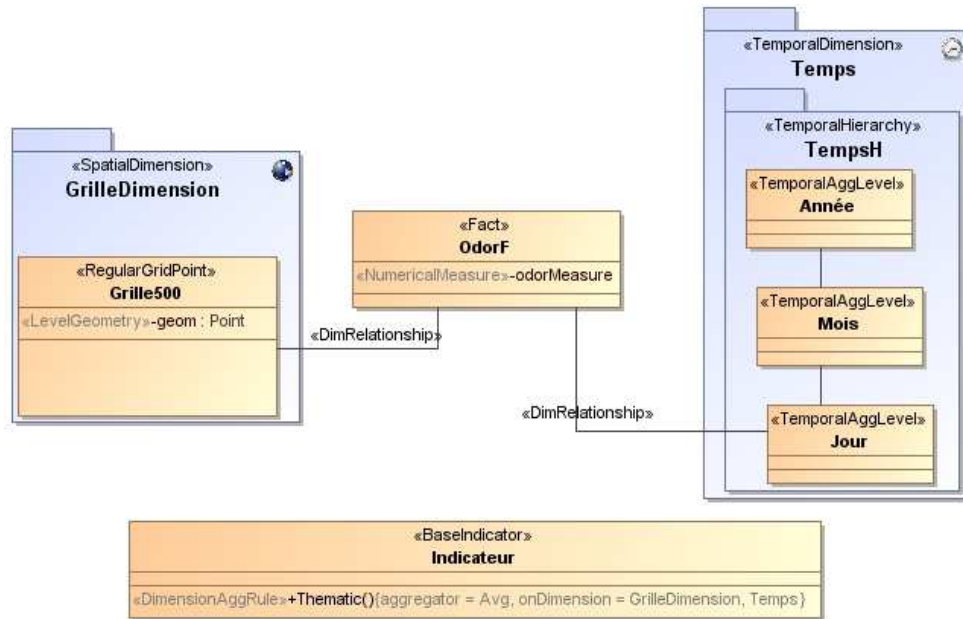 «TemporalDimension»
Temps
«TemporalHierarchy»
TempsH
«TemporalAggLevel»
Année
«TemporalAggLevel»
Mois
«TemporalAggLevel»
Jour
«SpatialDimension»
GrilleDimension
«RegularGridPoint»
Grille500
«LevelGeometry»-geom : Point
«Fact»
OdorF
«NumericalMeasure»-odorMeasure
«DimRelationship»
«DimRelationship»
«BaseIndicator»
Indicateur
«DimensionAggRule»+Thematic(){aggregator = Avg, onDimension = GrilleDimension, Temps}